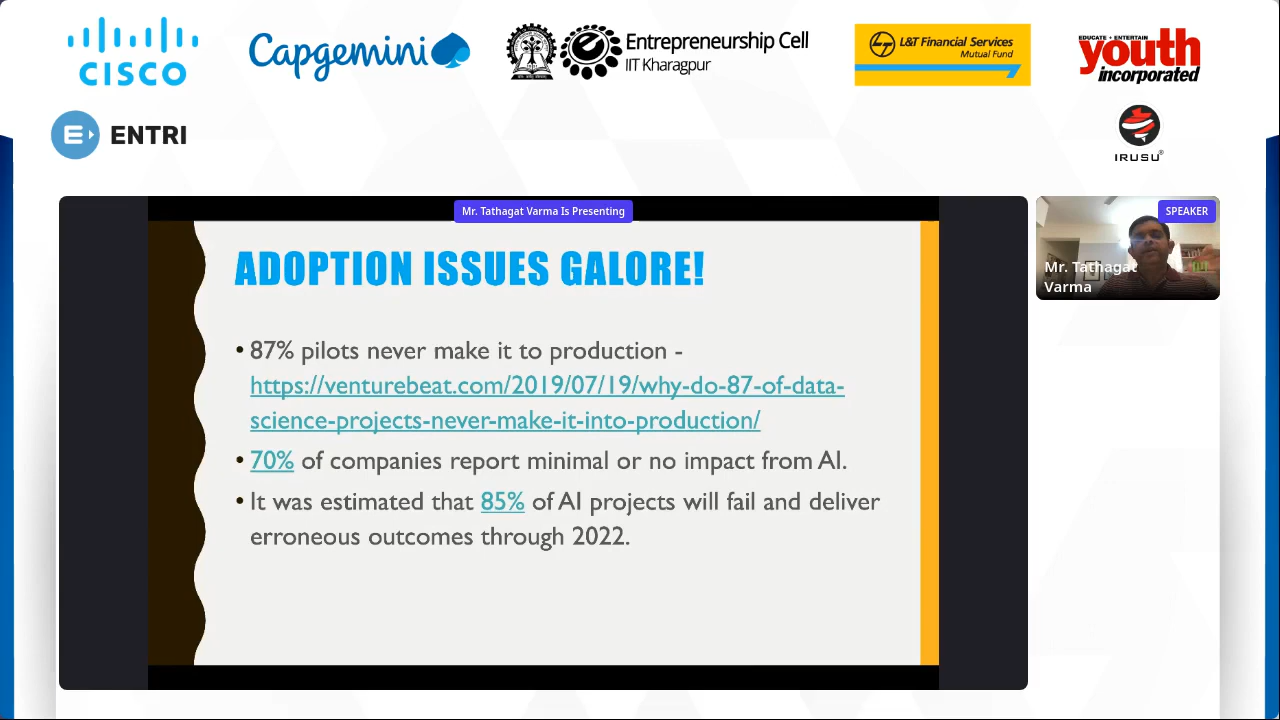 CISCO
Capgemini
Entrepreneurship Cell
IIT Kharagpur
L&T Financial Services
Mutual Fund
EDUCATE + ENTERTAIN
youth
incorporated
ENTRI
IRUSU®
Mr. Tathagat Varma Is Presenting
SPEAKER
Mr. Tathagat
Varma
ADOPTION ISSUES GALORE!
• 87% pilots never make it to production -
https://venturebeat.com/2019/07/19/why-do-87-of-data-
science-projects-never-make-it-into-production/
• 70% of companies report minimal or no impact from AI.
• It was estimated that 85% of AI projects will fail and deliver
erroneous outcomes through 2022.